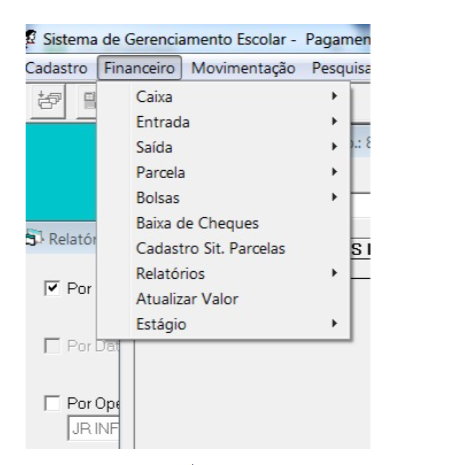 Sistema de Gerenciamento Escolar - Pagamen
Cadastro Financeiro Movimentação Pesquisa
Caixa
Entrada
Saída
Parcela
Bolsas
Baixa de Cheques
Cadastro Sit. Parcelas
Relatórios
Atualizar Valor
Estágio
Relatór
Por
Por Dat
Por Ope
JR INF